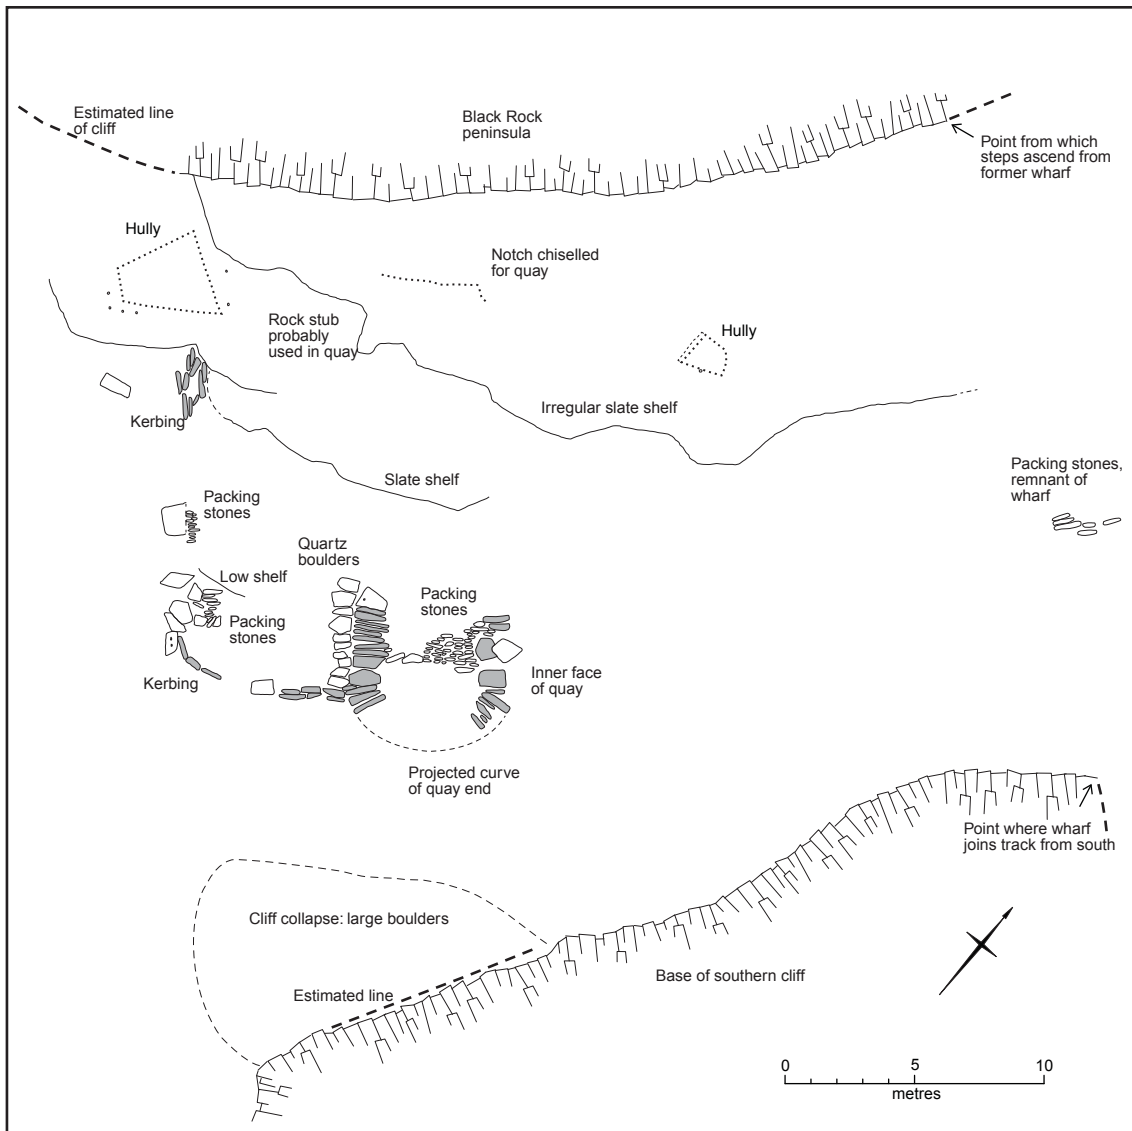 Estimated line
of cliff
Black Rock
peninsula
Point from which
steps ascend from
former wharf
Hully
Notch chiselled
for quay
Rock stub
probably
used in quay
Hully
Kerbing
Irregular slate shelf
Slate shelf
Packing stones,
remnant of
wharf
Packing
stones
Quartz
boulders
Low shelf
Packing
stones
Packing
stones
Kerbing
Inner face
of quay
Projected curve
of quay end
Point where wharf
joins track from south
Cliff collapse: large boulders
Base of southern cliff
Estimated line
0 5 10
metres